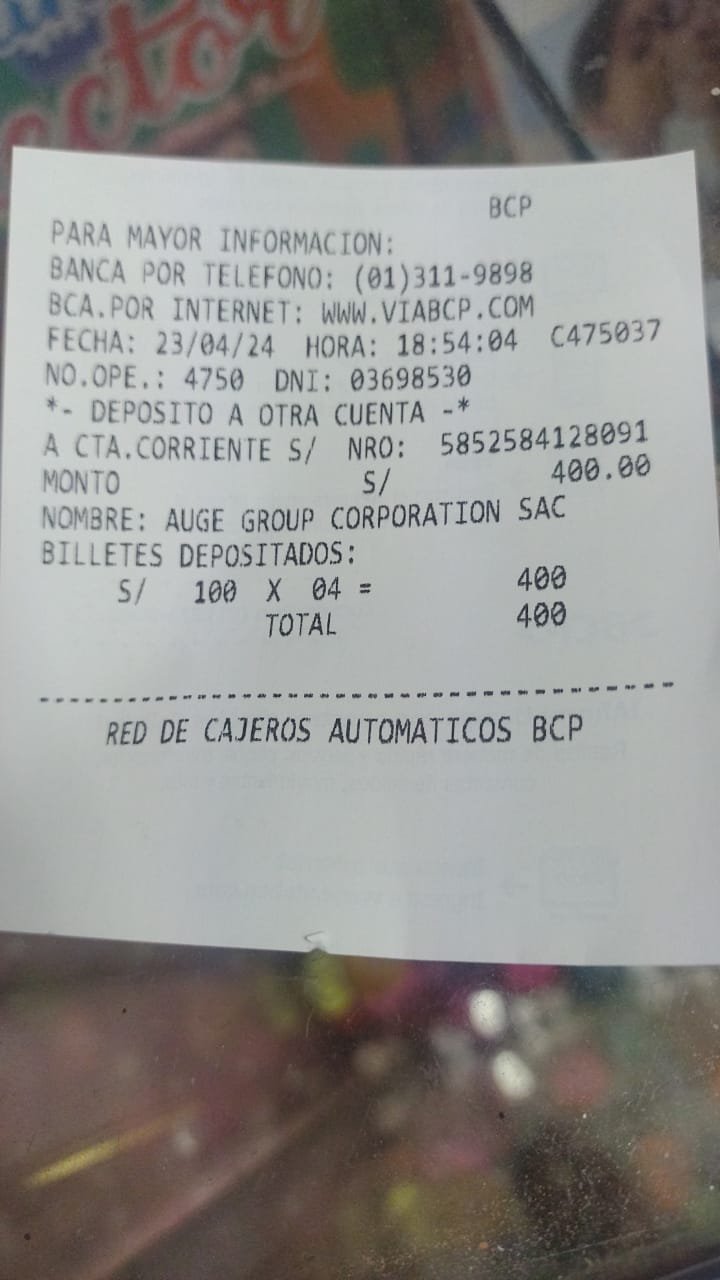 ctor
BCP
PARA MAYOR INFORMACION:
BANCA POR TELEFONO: (01)311-9898
BCA.POR INTERNET: WWW.VIABCP.COM
FECHA: 23/04/24 HORA: 18:54:04 C475037
NO.OPE.: 4750 DNI: 03698530
*- DEPOSITO A OTRA CUENTA -*
A CTA.CORRIENTE S/ NRO: 5852584128091
MONTO S/ 400.00
NOMBRE: AUGE GROUP CORPORATION SAC
BILLETES DEPOSITADOS:
S/ 100 X 04 = 400
TOTAL 400
RED DE CAJEROS AUTOMATICOS BCP